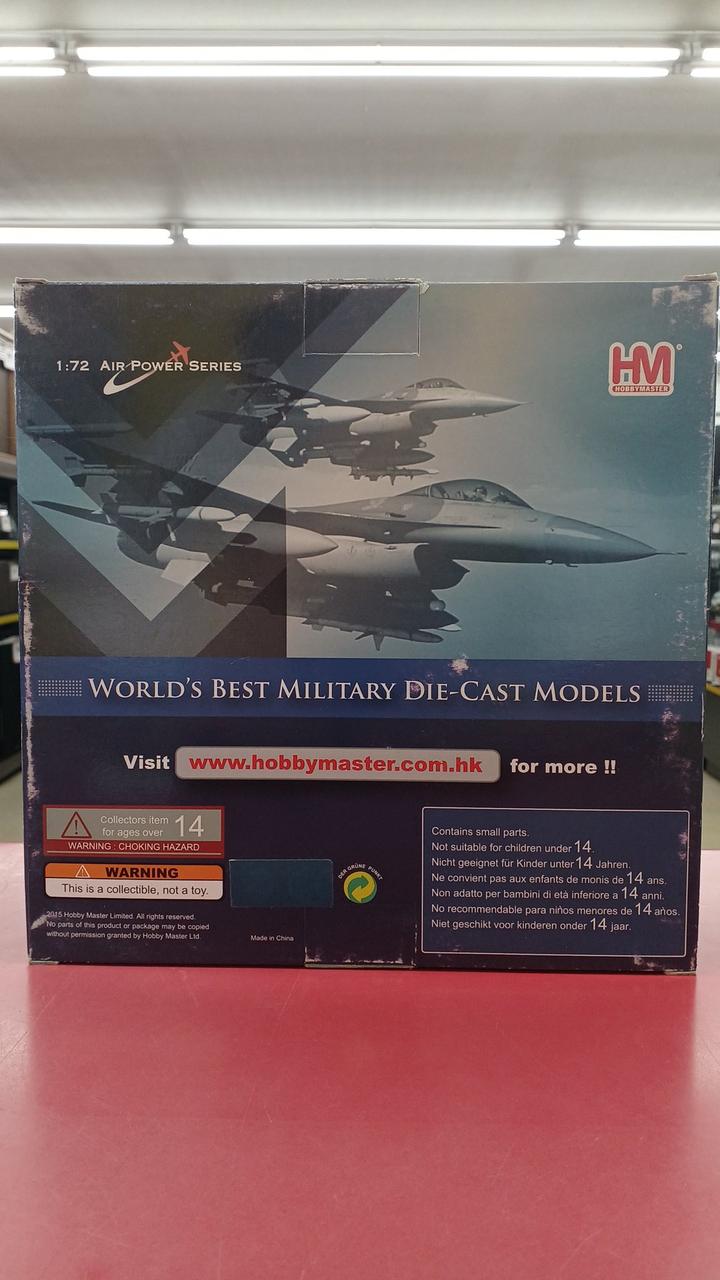 1:72 AIR POWER SERIES
HM
HOBBYMASTER
WORLD'S BEST MILITARY DIE-CAST MODELS
Visit www.hobbymaster.com.hk for more !!
Collectors item
for ages over 14
WARNING : CHOKING HAZARD
WARNING
This is a collectible, not a toy.
2015 Hobby Master Limited. All rights reserved.
No parts of this product or package may be copied
without permission granted by Hobby Master Ltd.
Made in China
DER GRÜNE PUNKT
Contains small parts.
Not suitable for children under 14.
Nicht geeignet für Kinder unter 14 Jahren.
Ne convient pas aux enfants de monis de 14 ans.
Non adatto per bambini di età inferiore a 14 anni.
No recommendable para niños menores de 14 años.
Niet geschikt voor kinderen onder 14 jaar.